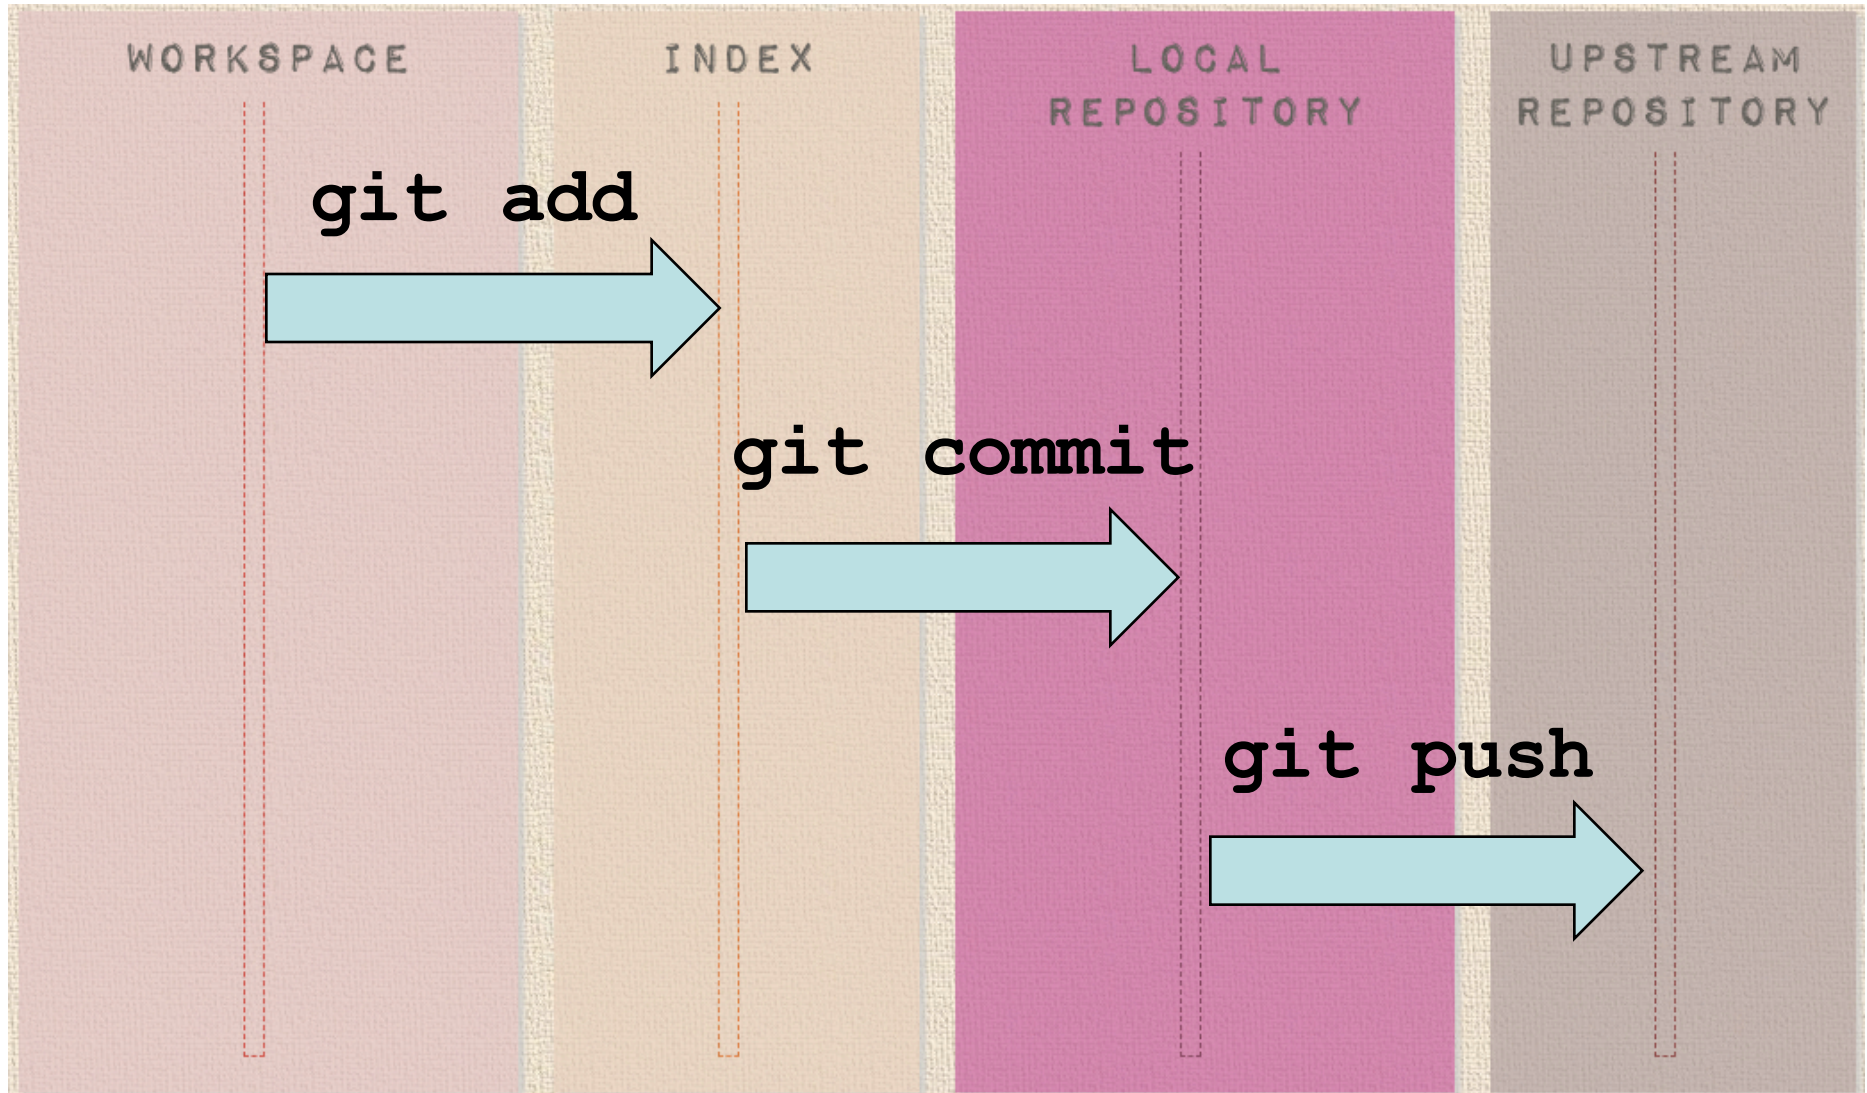 WORKSPACE
INDEX
LOCAL
REPOSITORY
UPSTREAM
REPOSITORY
git add
git commit
git push